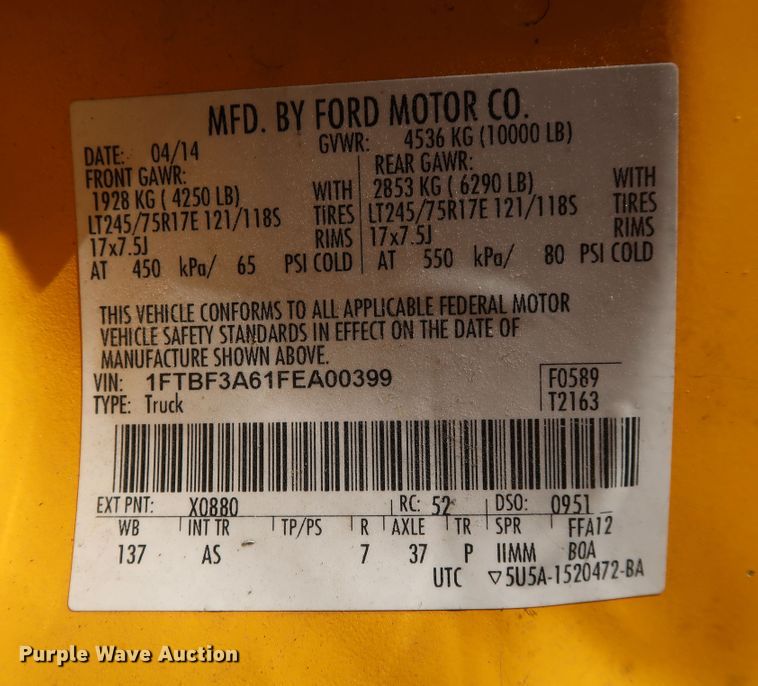 MFD. BY FORD MOTOR CO.
DATE: 04/14 GVWR: 4536 KG (10000 LB)
FRONT GAWR: REAR GAWR:
1928 KG ( 4250 LB) WITH 2853 KG ( 6290 LB) WITH
LT245/75R17E 121/118S TIRES LT245/75R17E 121/118S TIRES
17x7.5J RIMS 17x7.5J RIMS
AT 450 kPa/ 65 PSI COLD AT 550 kPa/ 80 PSI COLD
THIS VEHICLE CONFORMS TO ALL APPLICABLE FEDERAL MOTOR
VEHICLE SAFETY STANDARDS IN EFFECT ON THE DATE OF
MANUFACTURE SHOWN ABOVE.
VIN: 1FTBF3A61FEA00399 F0589
TYPE: Truck T2163
EXT PNT: X0880 RC: 52 DSO: 0951
WB INT TR TP/PS R AXLE TR SPR FFA12
137 AS 7 37 P IIMM BOA
UTC ▽5U5A-1520472-BA
Purple Wave Auction